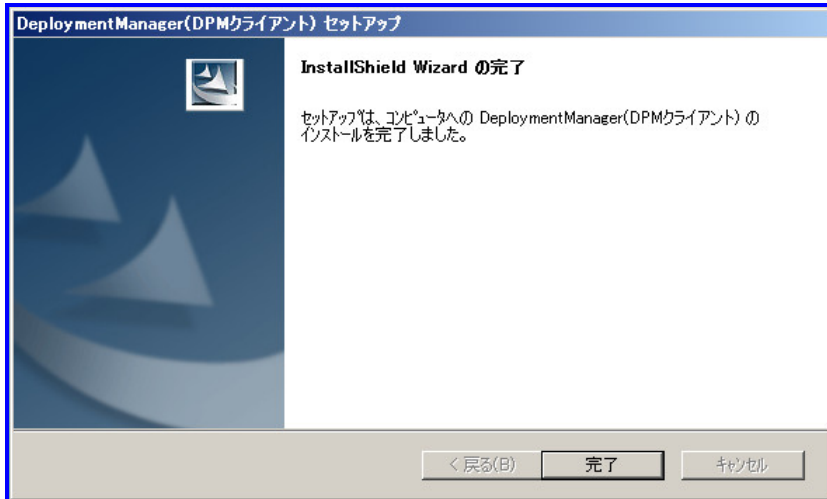 DeploymentManager(DPMクライアント) セットアップ
InstallShield Wizard の完了
セットアップは、コンピュータへの DeploymentManager(DPMクライアント) の
インストールを完了しました。
< 戻る(B)
完了
キャンセル